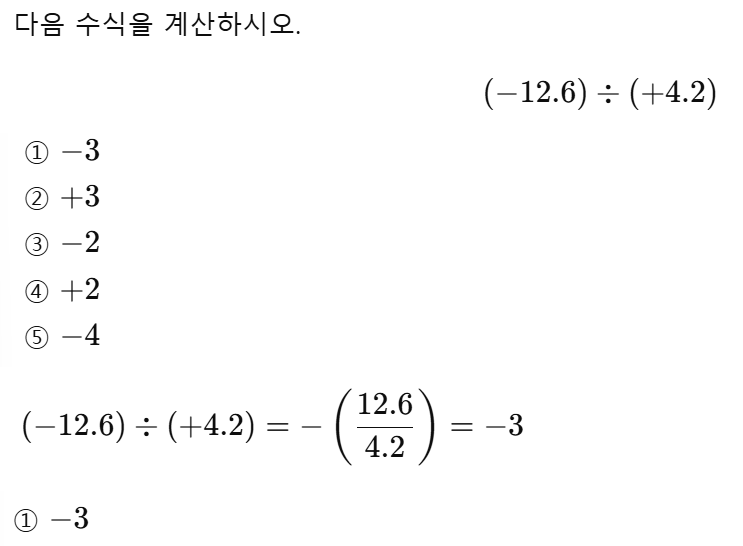 다음 수식을 계산하시오.
(−12.6) ÷ (+4.2)
① −3
② +3
③ −2
④ +2
⑤ −4
(−12.6) ÷ (+4.2) = −(12.6/4.2) = −3
① −3